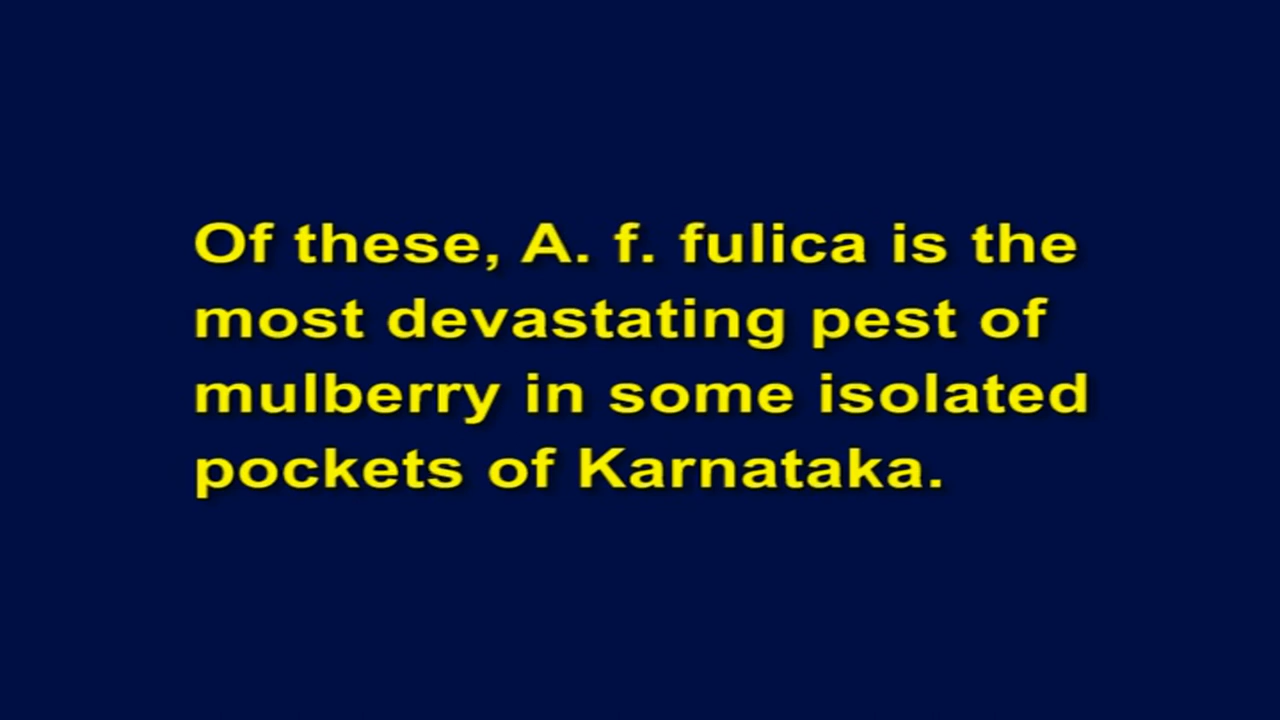 Of these, A. f. fulica is the
most devastating pest of
mulberry in some isolated
pockets of Karnataka.